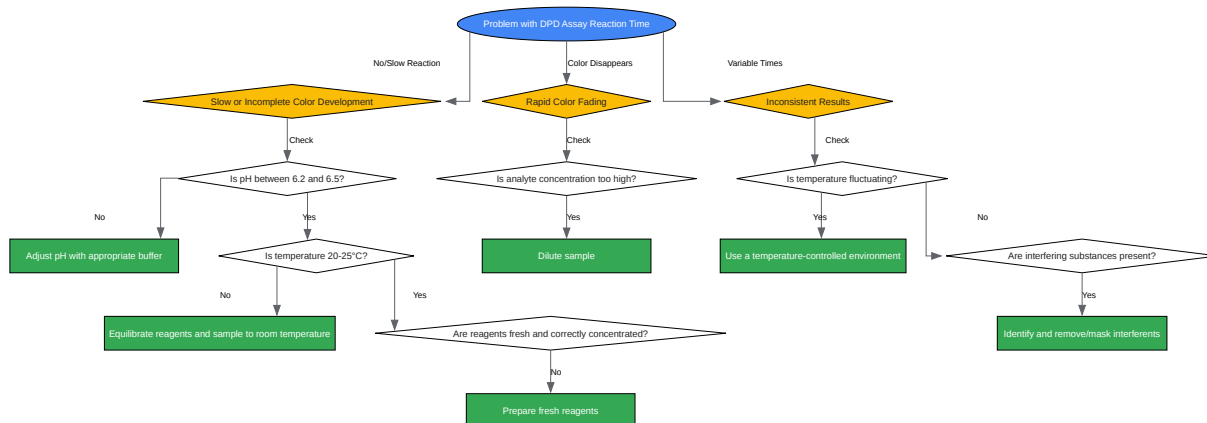 Problem with DPD Assay Reaction Time
No/Slow Reaction
Color Disappears
Variable Times
Slow or Incomplete Color Development
Rapid Color Fading
Inconsistent Results
Check
Check
Check
Is pH between 6.2 and 6.5?
Is analyte concentration too high?
Is temperature fluctuating?
No
Yes
Yes
Yes
No
Adjust pH with appropriate buffer
Is temperature 20-25°C?
Dilute sample
Use a temperature-controlled environment
Are interfering substances present?
No
Yes
Yes
Equilibrate reagents and sample to room temperature
Are reagents fresh and correctly concentrated?
Identify and remove/mask interferents
No
Prepare fresh reagents